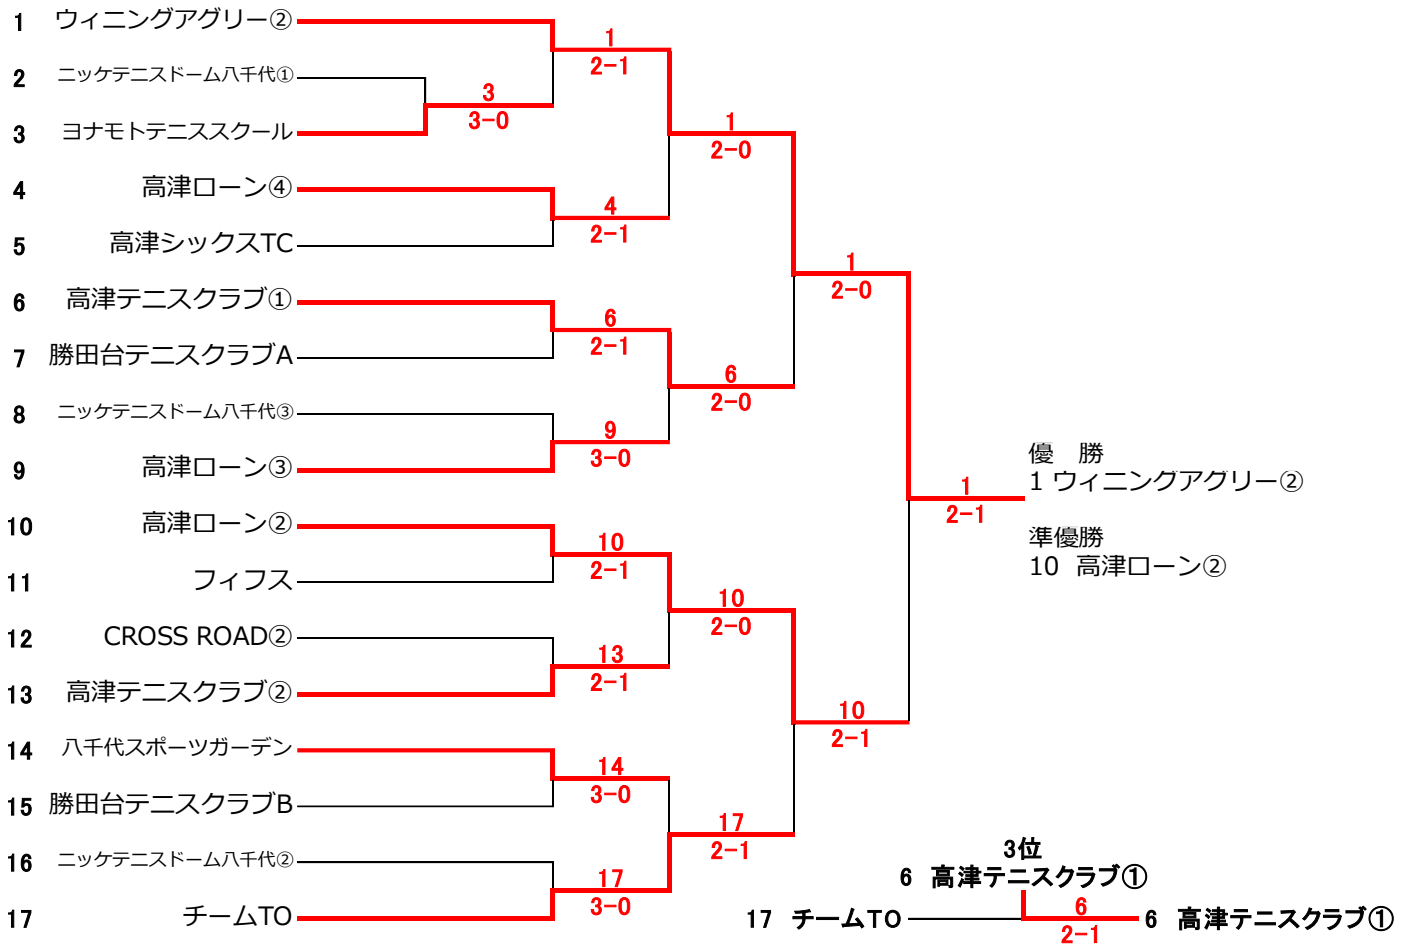 1 ウィニングアグリー②
2 ニッケテニスドーム八千代①
3 ヨナモトテニススクール
4 高津ローン④
5 高津シックスTC
6 高津テニスクラブ①
7 勝田台テニスクラブA
8 ニッケテニスドーム八千代③
9 高津ローン③
10 高津ローン②
11 フィフス
12 CROSS ROAD②
13 高津テニスクラブ②
14 八千代スポーツガーデン
15 勝田台テニスクラブB
16 ニッケテニスドーム八千代②
17 チームTO
3
3-0
1
2-1
4
2-1
6
2-1
9
3-0
10
2-1
13
2-1
14
3-0
17
3-0
1
2-0
6
2-0
10
2-0
17
2-1
1
2-0
10
2-1
1
2-1
優 勝
1 ウィニングアグリー②
準優勝
10 高津ローン②
3位
6 高津テニスクラブ①
17 チームTO
6
2-1
6 高津テニスクラブ①